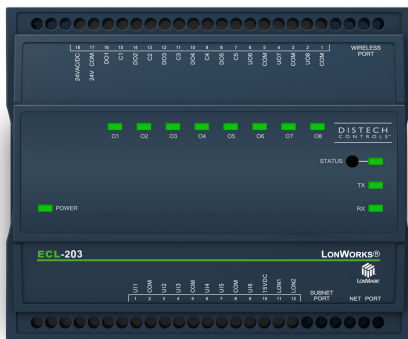 18 17 16 15 14 13 12 11 10 9 8 7 6 5 4 3 2 1
24VAC/DC 24V COM DO1 C1 DO2 C2 DO3 C3 DO4 C4 DO5 C5 UO6 COM UO7 COM UO8 COM
WIRELESS
PORT
O1 O2 O3 O4 O5 O6 O7 O8
DISTECH
CONTROLS™
STATUS
TX
POWER
RX
ECL-203
LONWORKS®
LONMARK®
UI1 COM UI2 UI3 COM UI4 UI5 COM UI6 15VDC LON1 LON2
1 2 3 4 5 6 7 8 9 10 11 12
SUBNET
PORT
NET PORT